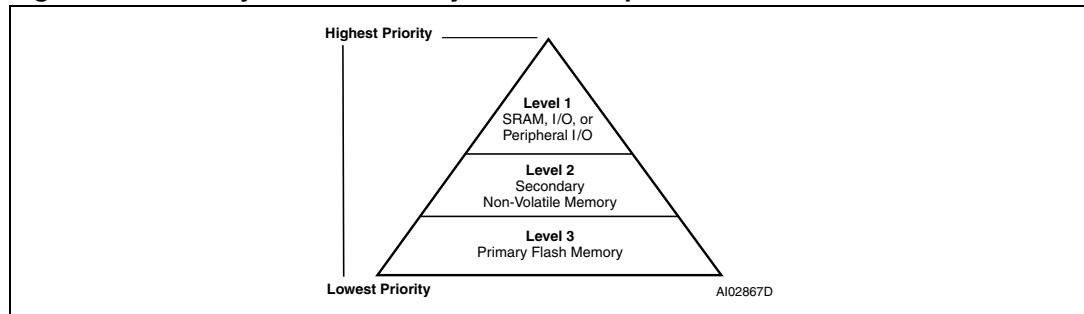 Highest Priority
Level 1
SRAM, I/O, or
Peripheral I/O
Level 2
Secondary
Non-Volatile Memory
Level 3
Primary Flash Memory
Lowest Priority
AI02867D